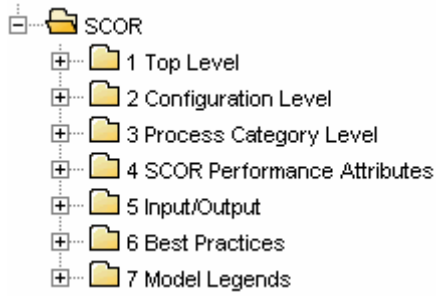 SCOR
1 Top Level
2 Configuration Level
3 Process Category Level
4 SCOR Performance Attributes
5 Input/Output
6 Best Practices
7 Model Legends